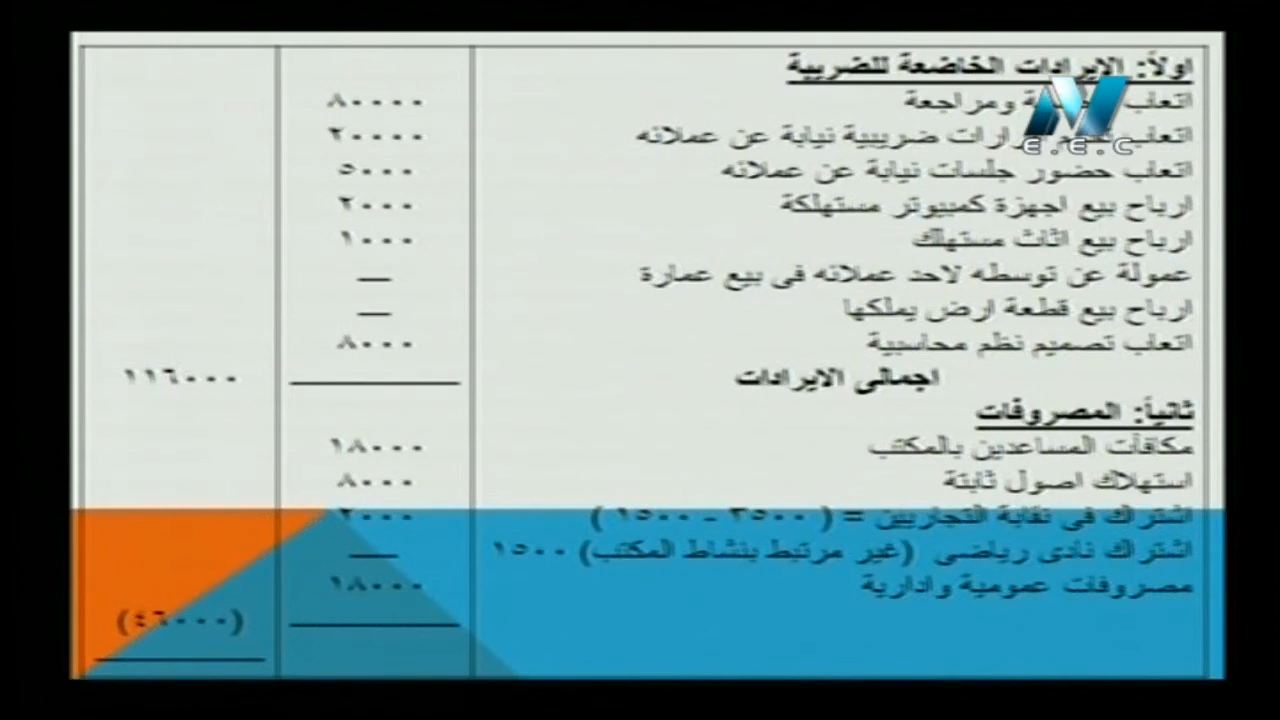 اولاً: الايرادات الخاضعة للضريبة
اتعاب ومراجعة ٨٠٠٠٠
اتعاب ضريبية نيابة عن عملائه ٢٠٠٠٠
اتعاب حضور جلسات نيابة عن عملائه ٥٠٠٠
ارباح بيع اجهزة كمبيوتر مستهلكة ٢٠٠٠
ارباح بيع اثاث مستهلك ١٠٠٠
عمولة عن توسطه لاحد عملائه فى بيع عمارة —
ارباح بيع قطعة ارض يملكها —
اتعاب تصميم نظم محاسبية ٨٠٠٠
اجمالى الايرادات ١١٦٠٠٠
ثانياً: المصروفات
مكافأت المساعدين بالمكتب ١٨٠٠٠
استهلاك اصول ثابتة ٨٠٠٠
اشتراك فى نقابة التجاريين = ( ٣٥٠٠ - ١٥٠٠ ) ٢٠٠٠
اشتراك نادى رياضى (غير مرتبط بنشاط المكتب) ١٥٠٠ —
مصروفات عمومية وادارية ١٨٠٠٠
(٤٦٠٠٠)
N
e.e.c